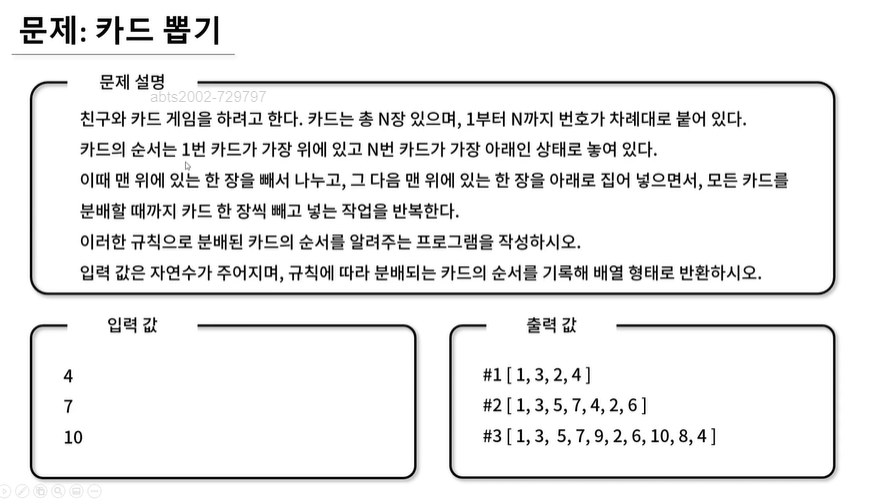 문제: 카드 뽑기
문제 설명
abts2002-729797
친구와 카드 게임을 하려고 한다. 카드는 총 N장 있으며, 1부터 N까지 번호가 차례대로 붙어 있다.
카드의 순서는 1번 카드가 가장 위에 있고 N번 카드가 가장 아래인 상태로 놓여 있다.
이때 맨 위에 있는 한 장을 빼서 나누고, 그 다음 맨 위에 있는 한 장을 아래로 집어 넣으면서, 모든 카드를
분배할 때까지 카드 한 장씩 빼고 넣는 작업을 반복한다.
이러한 규칙으로 분배된 카드의 순서를 알려주는 프로그램을 작성하시오.
입력 값은 자연수가 주어지며, 규칙에 따라 분배되는 카드의 순서를 기록해 배열 형태로 반환하시오.
입력 값
4
7
10
출력 값
#1 [ 1, 3, 2, 4 ]
#2 [ 1, 3, 5, 7, 4, 2, 6 ]
#3 [ 1, 3, 5, 7, 9, 2, 6, 10, 8, 4 ]